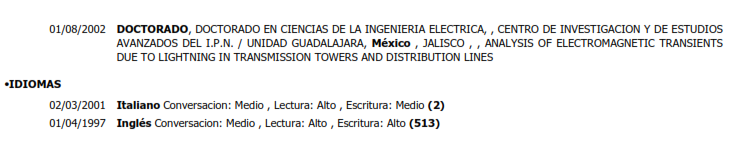 01/08/2002 DOCTORADO, DOCTORADO EN CIENCIAS DE LA INGENIERIA ELECTRICA, , CENTRO DE INVESTIGACION Y DE ESTUDIOS
AVANZADOS DEL I.P.N. / UNIDAD GUADALAJARA, México , JALISCO , , ANALYSIS OF ELECTROMAGNETIC TRANSIENTS
DUE TO LIGHTNING IN TRANSMISSION TOWERS AND DISTRIBUTION LINES
•IDIOMAS
02/03/2001 Italiano Conversacion: Medio , Lectura: Alto , Escritura: Medio (2)
01/04/1997 Inglés Conversacion: Medio , Lectura: Alto , Escritura: Alto (513)